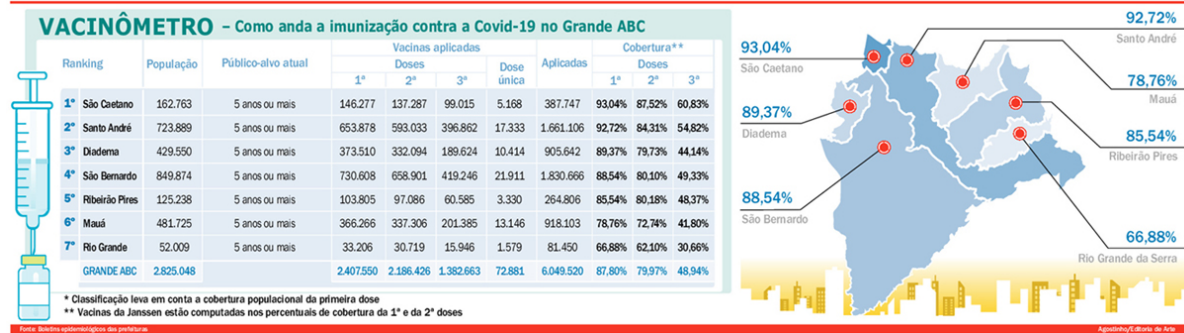 VACINÔMETRO – Como anda a imunização contra a Covid-19 no Grande ABC
Ranking População Público-alvo atual Vacinas aplicadas Aplicadas Cobertura**
Doses Dose única Doses
1ª 2ª 3ª 1ª 2ª 3ª
1º São Caetano 162.763 5 anos ou mais 146.277 137.287 99.015 5.168 387.747 93,04% 87,52% 60,83%
2º Santo André 723.889 5 anos ou mais 653.878 593.033 396.862 17.333 1.661.106 92,72% 84,31% 54,82%
3º Diadema 429.550 5 anos ou mais 373.510 332.094 189.624 10.414 905.642 89,37% 79,73% 44,14%
4º São Bernardo 849.874 5 anos ou mais 730.608 658.901 419.246 21.911 1.830.666 88,54% 80,10% 49,33%
5º Ribeirão Pires 125.238 5 anos ou mais 103.805 97.086 60.585 3.330 264.806 85,54% 80,18% 48,37%
6º Mauá 481.725 5 anos ou mais 366.266 337.306 201.385 13.146 918.103 78,76% 72,74% 41,80%
7º Rio Grande 52.009 5 anos ou mais 33.206 30.719 15.946 1.579 81.450 66,88% 62,10% 30,66%
GRANDE ABC 2.825.048 2.407.550 2.186.426 1.382.663 72.881 6.049.520 87,80% 79,97% 48,94%
* Classificação leva em conta a cobertura populacional da primeira dose
** Vacinas da Janssen estão computadas nos percentuais de cobertura da 1ª e da 2ª doses
93,04%
São Caetano
89,37%
Diadema
88,54%
São Bernardo
92,72%
Santo André
78,76%
Mauá
85,54%
Ribeirão Pires
66,88%
Rio Grande da Serra
Fonte: Boletins epidemiológicos das prefeituras
Agostinho/Editoria de Arte